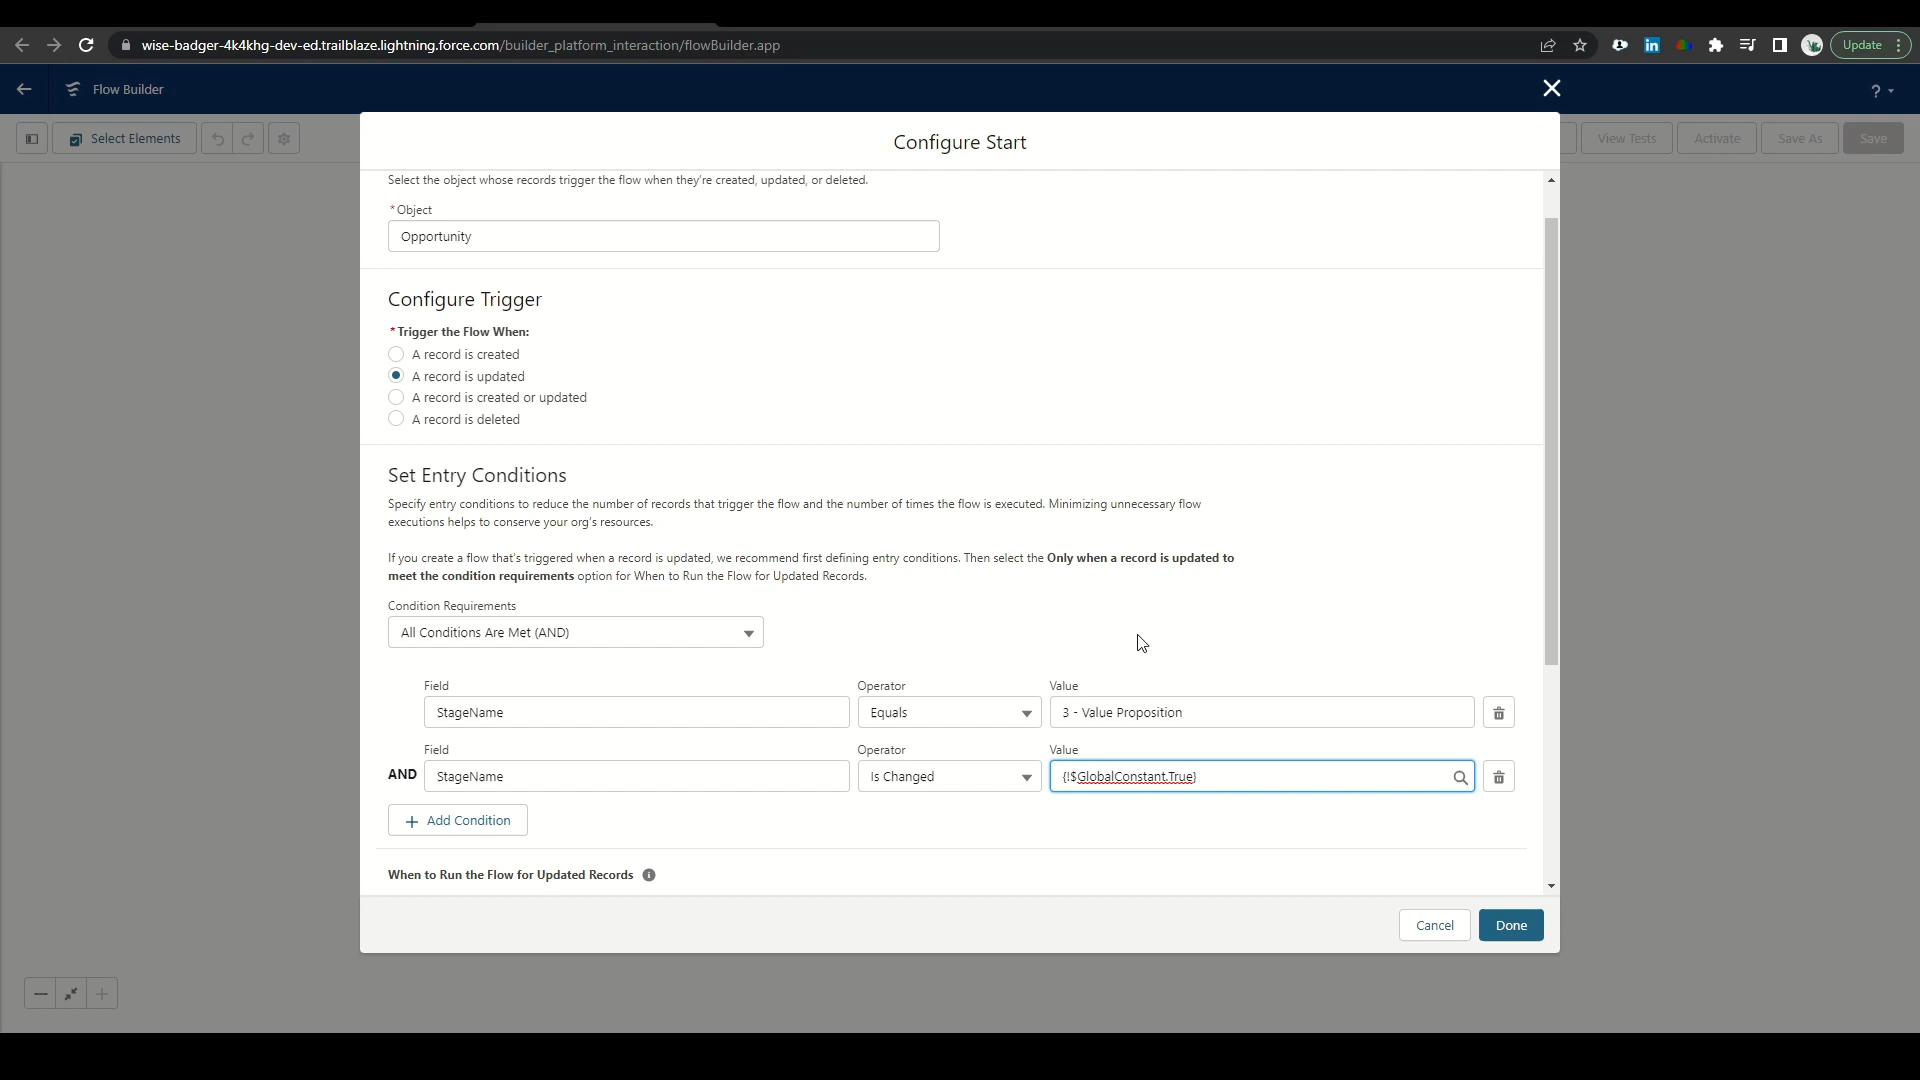 wise-badger-4k4khg-dev-ed.trailblaze.lightning.force.com/builder_platform_interaction/flowBuilder.app
Update
Flow Builder
?
Select Elements
View Tests
Activate
Save As
Save
Configure Start
Select the object whose records trigger the flow when they're created, updated, or deleted.
* Object
Opportunity
Configure Trigger
* Trigger the Flow When:
A record is created
A record is updated
A record is created or updated
A record is deleted
Set Entry Conditions
Specify entry conditions to reduce the number of records that trigger the flow and the number of times the flow is executed. Minimizing unnecessary flow
executions helps to conserve your org's resources.
If you create a flow that's triggered when a record is updated, we recommend first defining entry conditions. Then select the Only when a record is updated to
meet the condition requirements option for When to Run the Flow for Updated Records.
Condition Requirements
All Conditions Are Met (AND)
Field Operator Value
StageName Equals 3 - Value Proposition
Field Operator Value
AND StageName Is Changed {!$GlobalConstant.True}
+ Add Condition
When to Run the Flow for Updated Records
Cancel Done